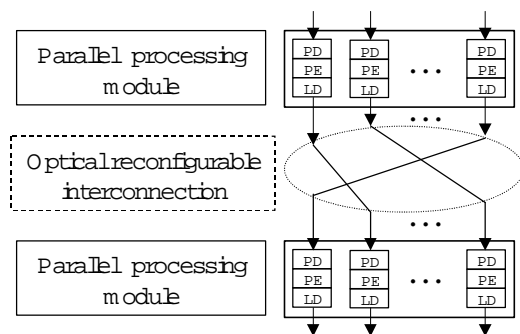 PD PD PD
Parallel processing
module
PE PE ••• PE
LD LD LD
•••
Optical reconfigurable
interconnection
•••
PD PD PD
Parallel processing
module
PE PE ••• PE
LD LD LD